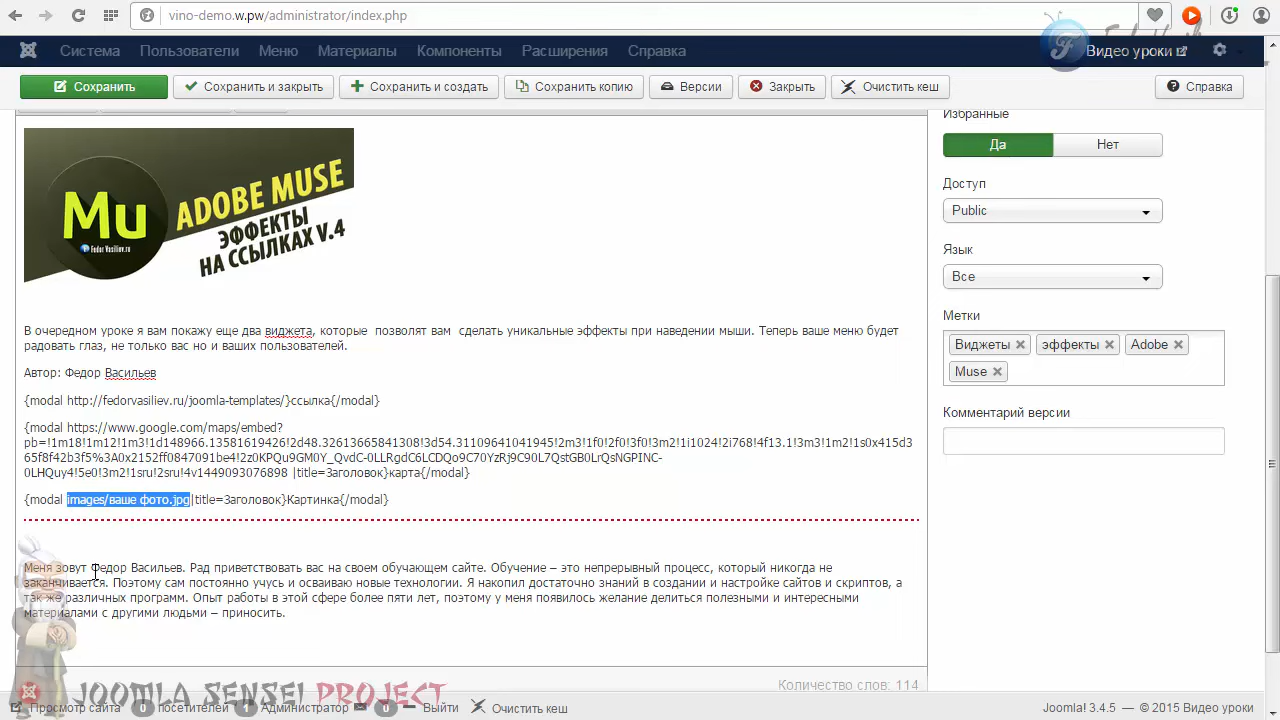 vino-demo.w.pw/administrator/index.php
Система Пользователи Меню Материалы Компоненты Расширения Справка Видео уроки
Сохранить Сохранить и закрыть Сохранить и создать Сохранить копию Версии Закрыть Очистить кеш Справка
Mu
ADOBE MUSE
ЭФФЕКТЫ
НА ССЫЛКАХ V.4
Fedor Vasiliev.ru
В очередном уроке я вам покажу еще два виджета, которые позволят вам сделать уникальные эффекты при наведении мыши. Теперь ваше меню будет
радовать глаз, не только вас но и ваших пользователей.
Автор: Федор Васильев
{modal http://fedorvasiliev.ru/joomla-templates/}ссылка{/modal}
{modal https://www.google.com/maps/embed?
pb=!1m18!1m12!1m3!1d148966.13581619426!2d48.32613665841308!3d54.31109641041945!2m3!1f0!2f0!3f0!3m2!1i1024!2i768!4f13.1!3m3!1m2!1s0x415d3
65f8f42b3f5%3A0x2152ff0847091be4!2z0KPQu9GM0Y_QvdC-0LLRgdC6LCDQo9C70YzRj9C90L7QstGB0LrQsNGPINC-
0LHQuy4!5e0!3m2!1sru!2sru!4v1449093076898 |title=Заголовок}карта{/modal}
{modal images/ваше фото.jpg|title=Заголовок}Картинка{/modal}
Меня зовут Федор Васильев. Рад приветствовать вас на своем обучающем сайте. Обучение – это непрерывный процесс, который никогда не
заканчивается. Поэтому сам постоянно учусь и осваиваю новые технологии. Я накопил достаточно знаний в создании и настройке сайтов и скриптов, а
так же различных программ. Опыт работы в этой сфере более пяти лет, поэтому у меня появилось желание делиться полезными и интересными
материалами с другими людьми – приносить.
Количество слов: 114
Избранные
Да Нет
Доступ
Public
Язык
Все
Метки
Виджеты эффекты Adobe
Muse
Комментарий версии
JOOMLA SENSEI PROJECT
Просмотр сайта 0 посетителей 1 Администратор 0 Выйти Очистить кеш Joomla! 3.4.5 — © 2015 Видео уроки